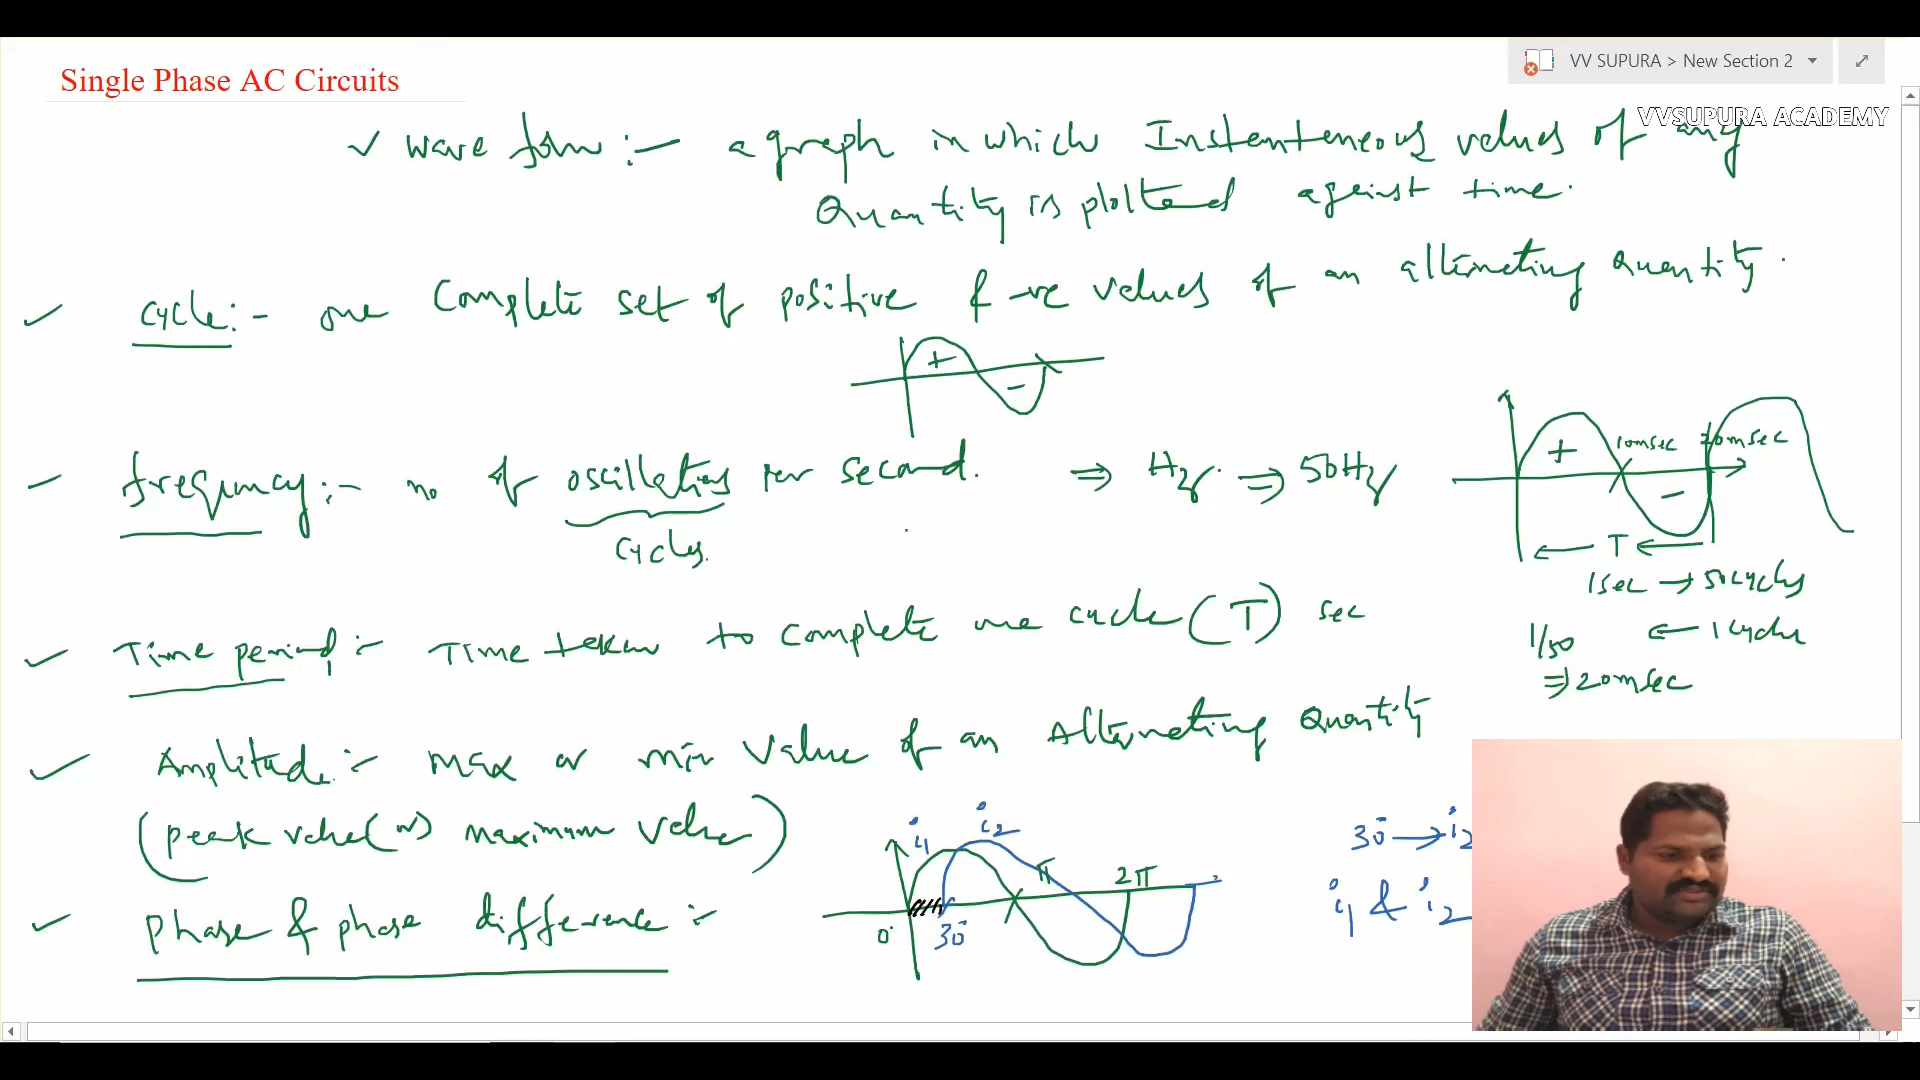 VV SUPURA > New Section 2
Single Phase AC Circuits
VVSUPURA ACADEMY
✓ wave form :- a graph in which Instenteneous values of any
Quantity is plotted against time.
✓ cycle :- one complete set of positive & -ve values of an alternating quantity.
+
-
✓ frequency :- no of oscillations per second. ⇒ Hz. ⇒ 50Hz
cycles.
+ 10msec 20msec
-
← T ←
1sec → 50cycles
1/50 ← 1 cycle
⇒ 20msec
✓ Time period :- Time taken to complete one cycle (T) sec
✓ Amplitude :- max or min value of an Alternating Quantity
(peak value (or) maximum value)
i1 i2
π 2π
0° 30°
30° → i2
i1 & i2
✓ phase & phase difference :-